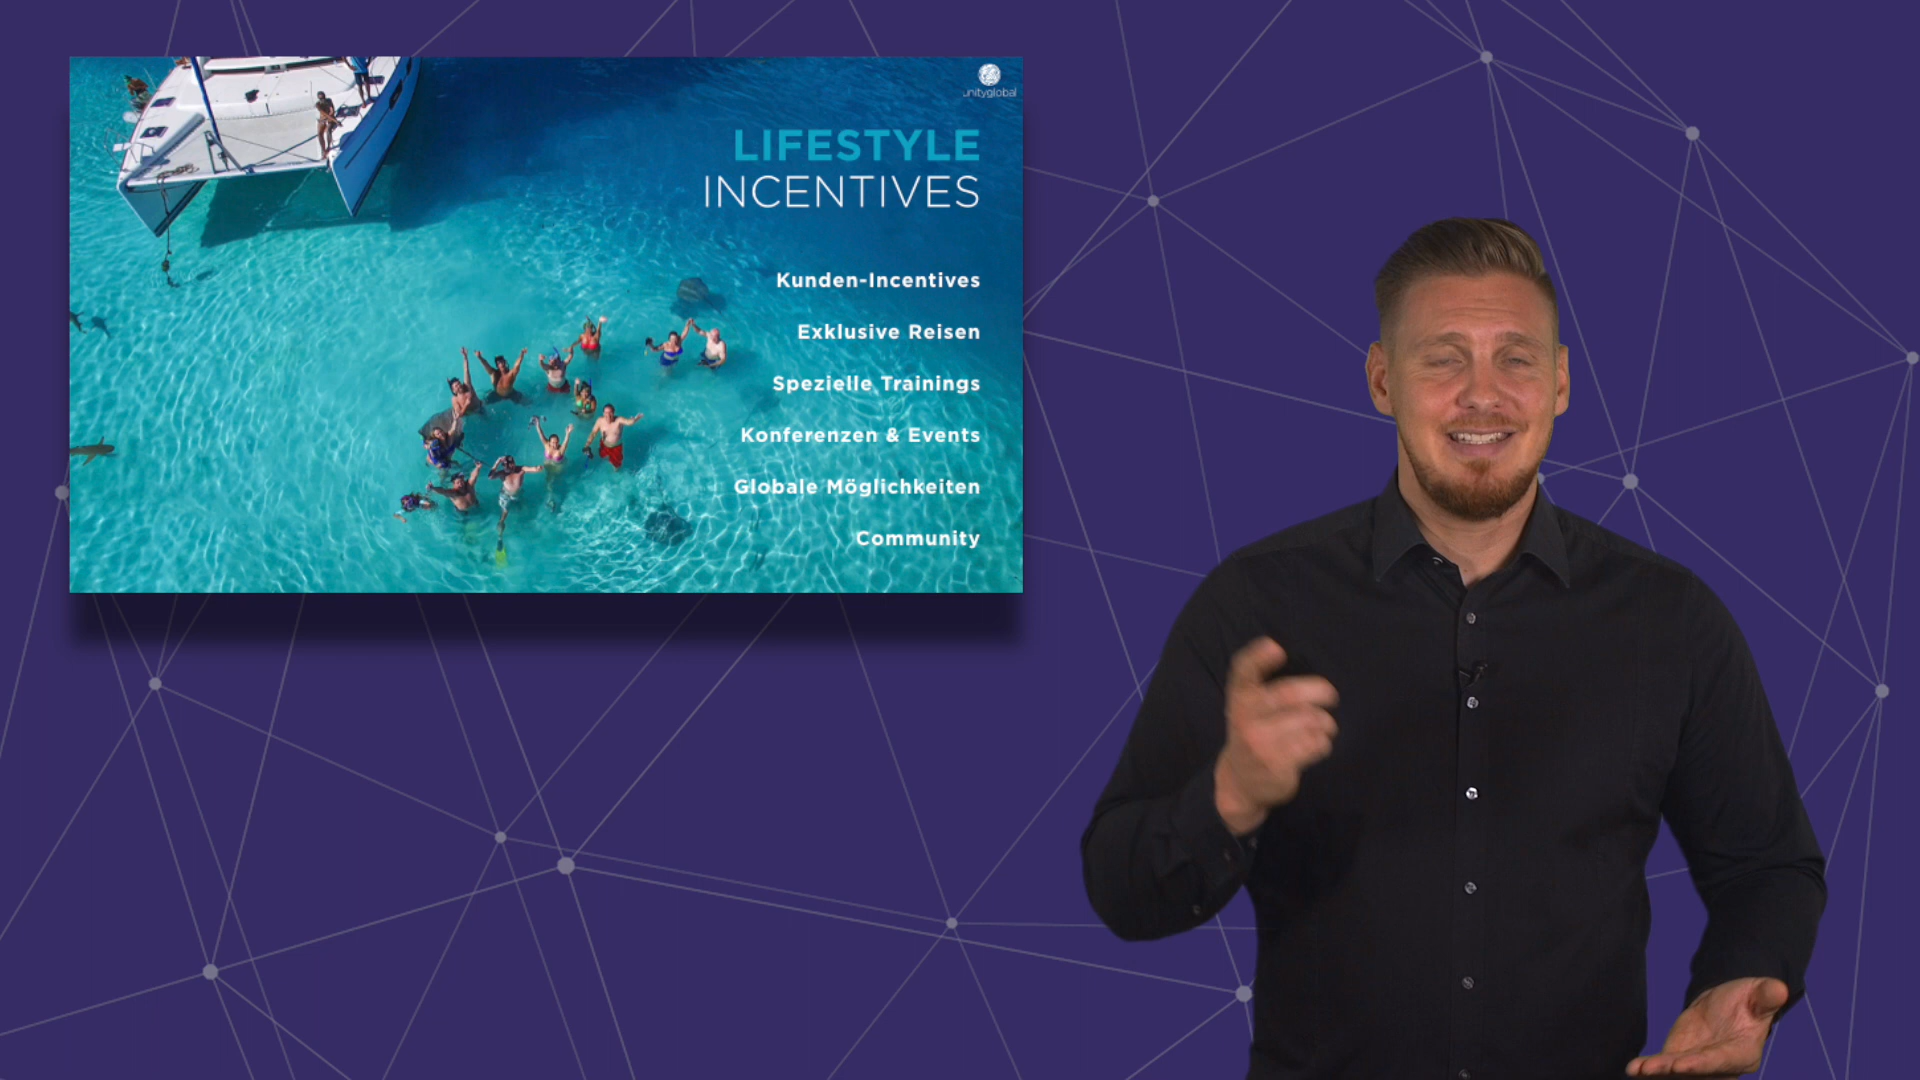 unityglobal
LIFESTYLE
INCENTIVES
Kunden-Incentives
Exklusive Reisen
Spezielle Trainings
Konferenzen & Events
Globale Möglichkeiten
Community